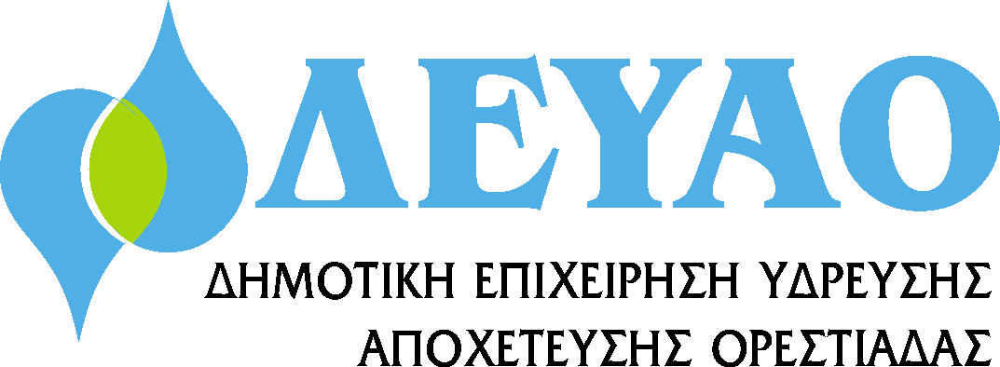 ΔΕΥΑΟ
ΔΗΜΟΤΙΚΗ ΕΠΙΧΕΙΡΗΣΗ ΥΔΡΕΥΣΗΣ
ΑΠΟΧΕΤΕΥΣΗΣ ΟΡΕΣΤΙΑΔΑΣ